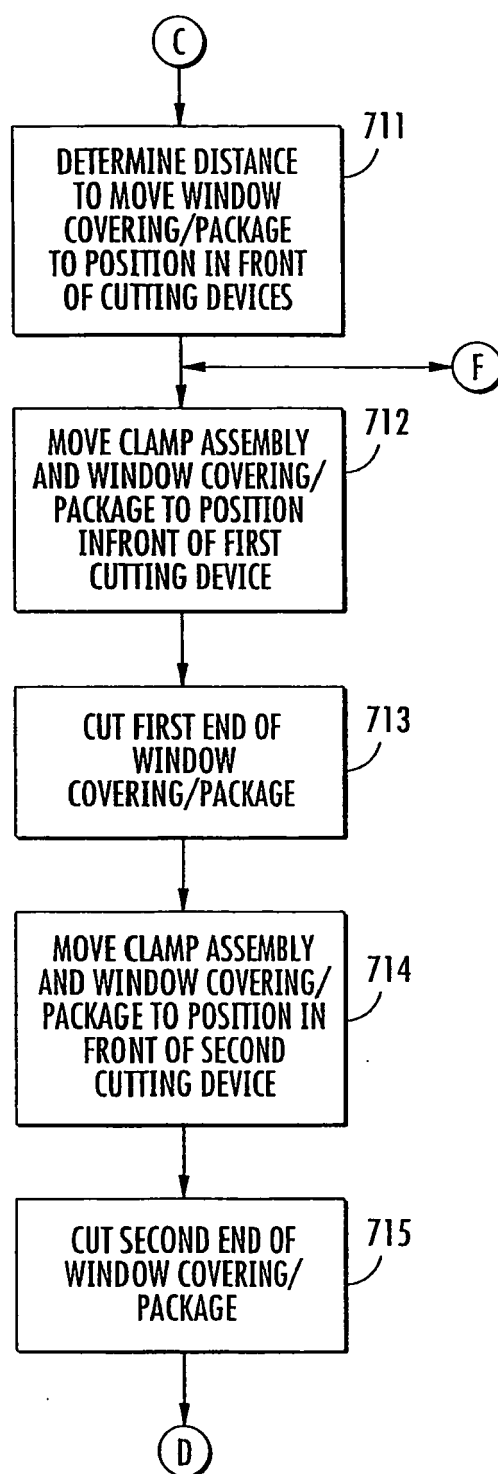 C
711
DETERMINE DISTANCE
TO MOVE WINDOW
COVERING/PACKAGE
TO POSITION IN FRONT
OF CUTTING DEVICES
F
712
MOVE CLAMP ASSEMBLY
AND WINDOW COVERING/
PACKAGE TO POSITION
INFRONT OF FIRST
CUTTING DEVICE
713
CUT FIRST END OF
WINDOW
COVERING/PACKAGE
714
MOVE CLAMP ASSEMBLY
AND WINDOW COVERING/
PACKAGE TO POSITION IN
FRONT OF SECOND
CUTTING DEVICE
715
CUT SECOND END OF
WINDOW COVERING/
PACKAGE
D